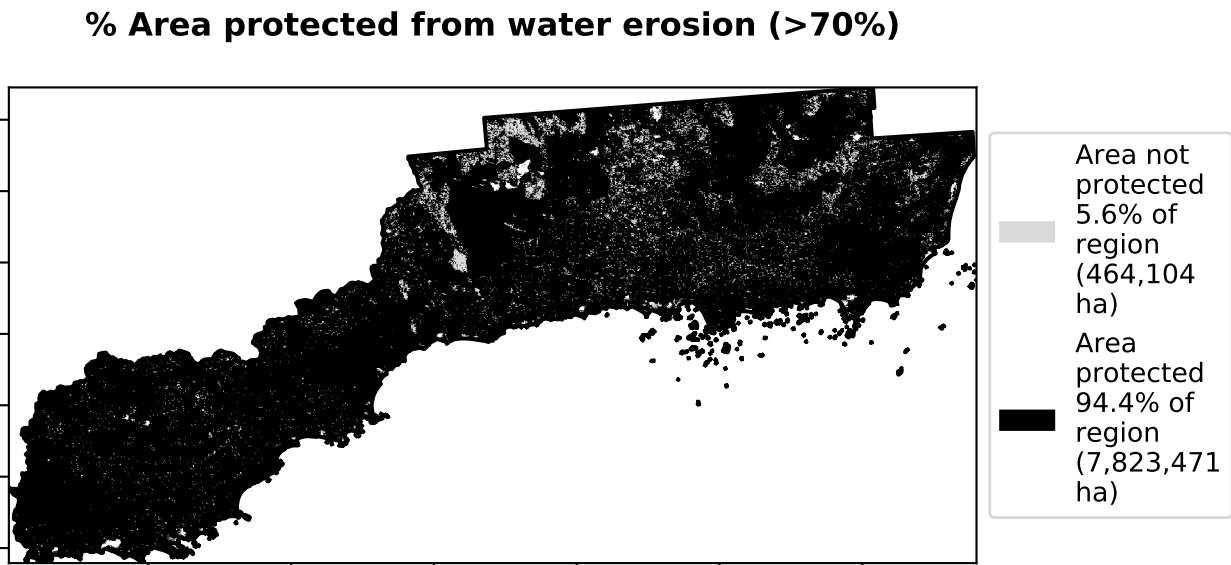 % Area protected from water erosion (>70%)
Area not
protected
5.6% of
region
(464,104
ha)
Area
protected
94.4% of
region
(7,823,471
ha)